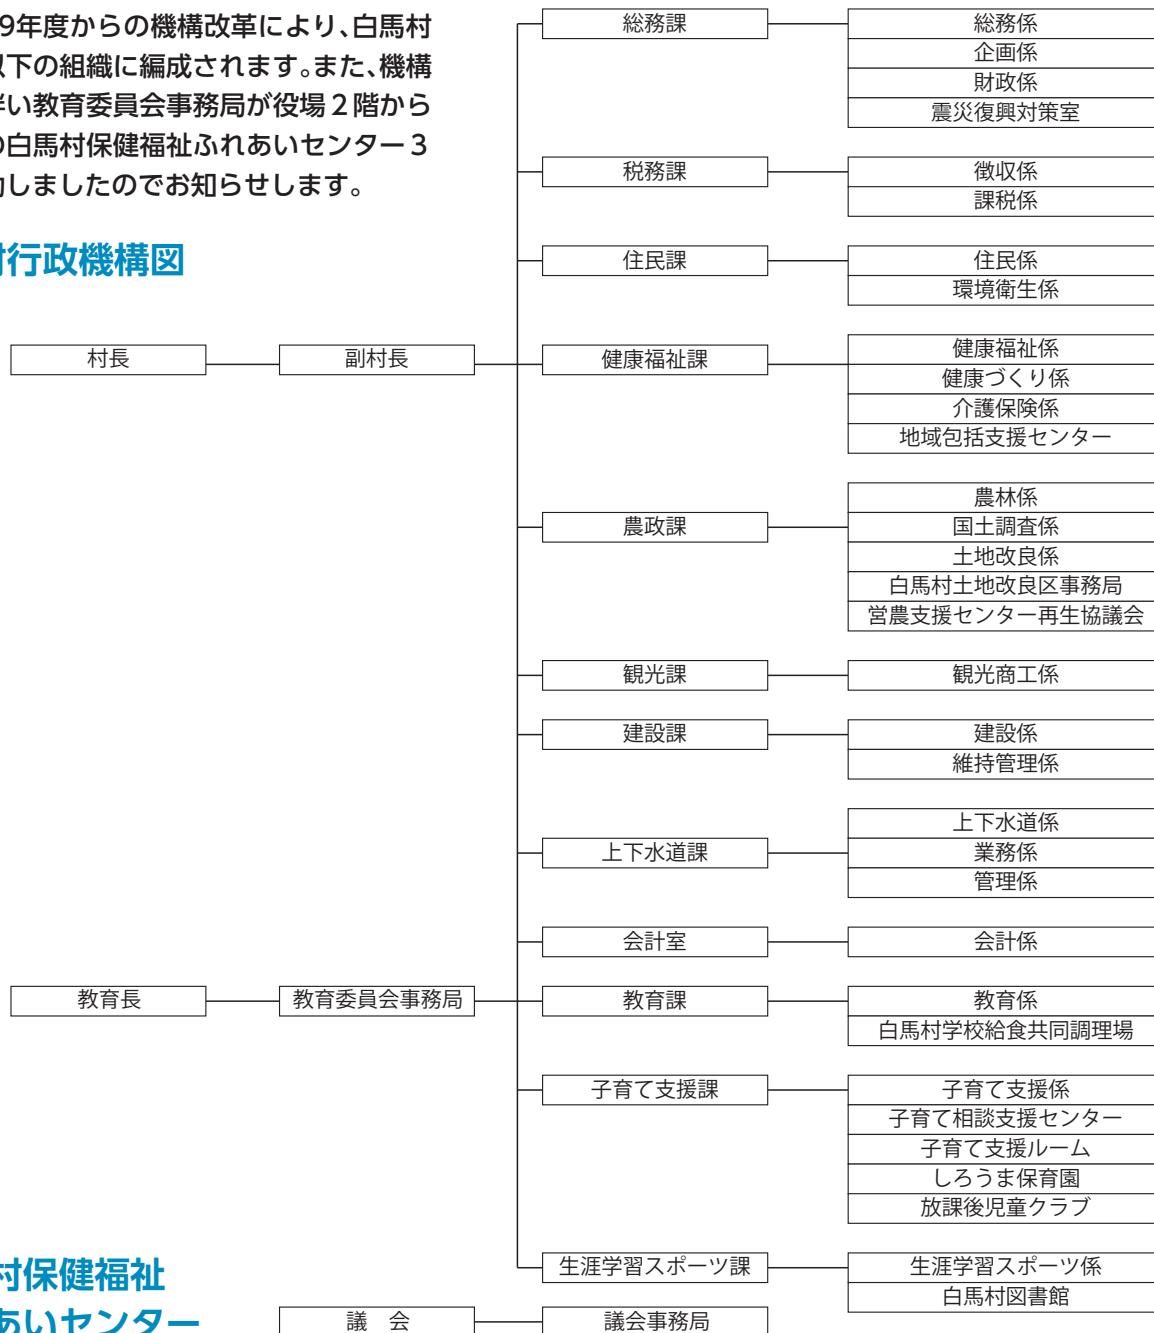 9年度からの機構改革により、白馬村
以下の組織に編成されます。また、機構
伴い教育委員会事務局が役場２階から
の白馬村保健福祉ふれあいセンター３
動しましたのでお知らせします。
村行政機構図
村長
副村長
総務課
総務係
企画係
財政係
震災復興対策室
税務課
徴収係
課税係
住民課
住民係
環境衛生係
健康福祉課
健康福祉係
健康づくり係
介護保険係
地域包括支援センター
農政課
農林係
国土調査係
土地改良係
白馬村土地改良区事務局
営農支援センター再生協議会
観光課
観光商工係
建設課
建設係
維持管理係
上下水道課
上下水道係
業務係
管理係
会計室
会計係
教育長
教育委員会事務局
教育課
教育係
白馬村学校給食共同調理場
子育て支援課
子育て支援係
子育て相談支援センター
子育て支援ルーム
しろうま保育園
放課後児童クラブ
生涯学習スポーツ課
生涯学習スポーツ係
白馬村図書館
議　会
議会事務局
村保健福祉
あいセンター